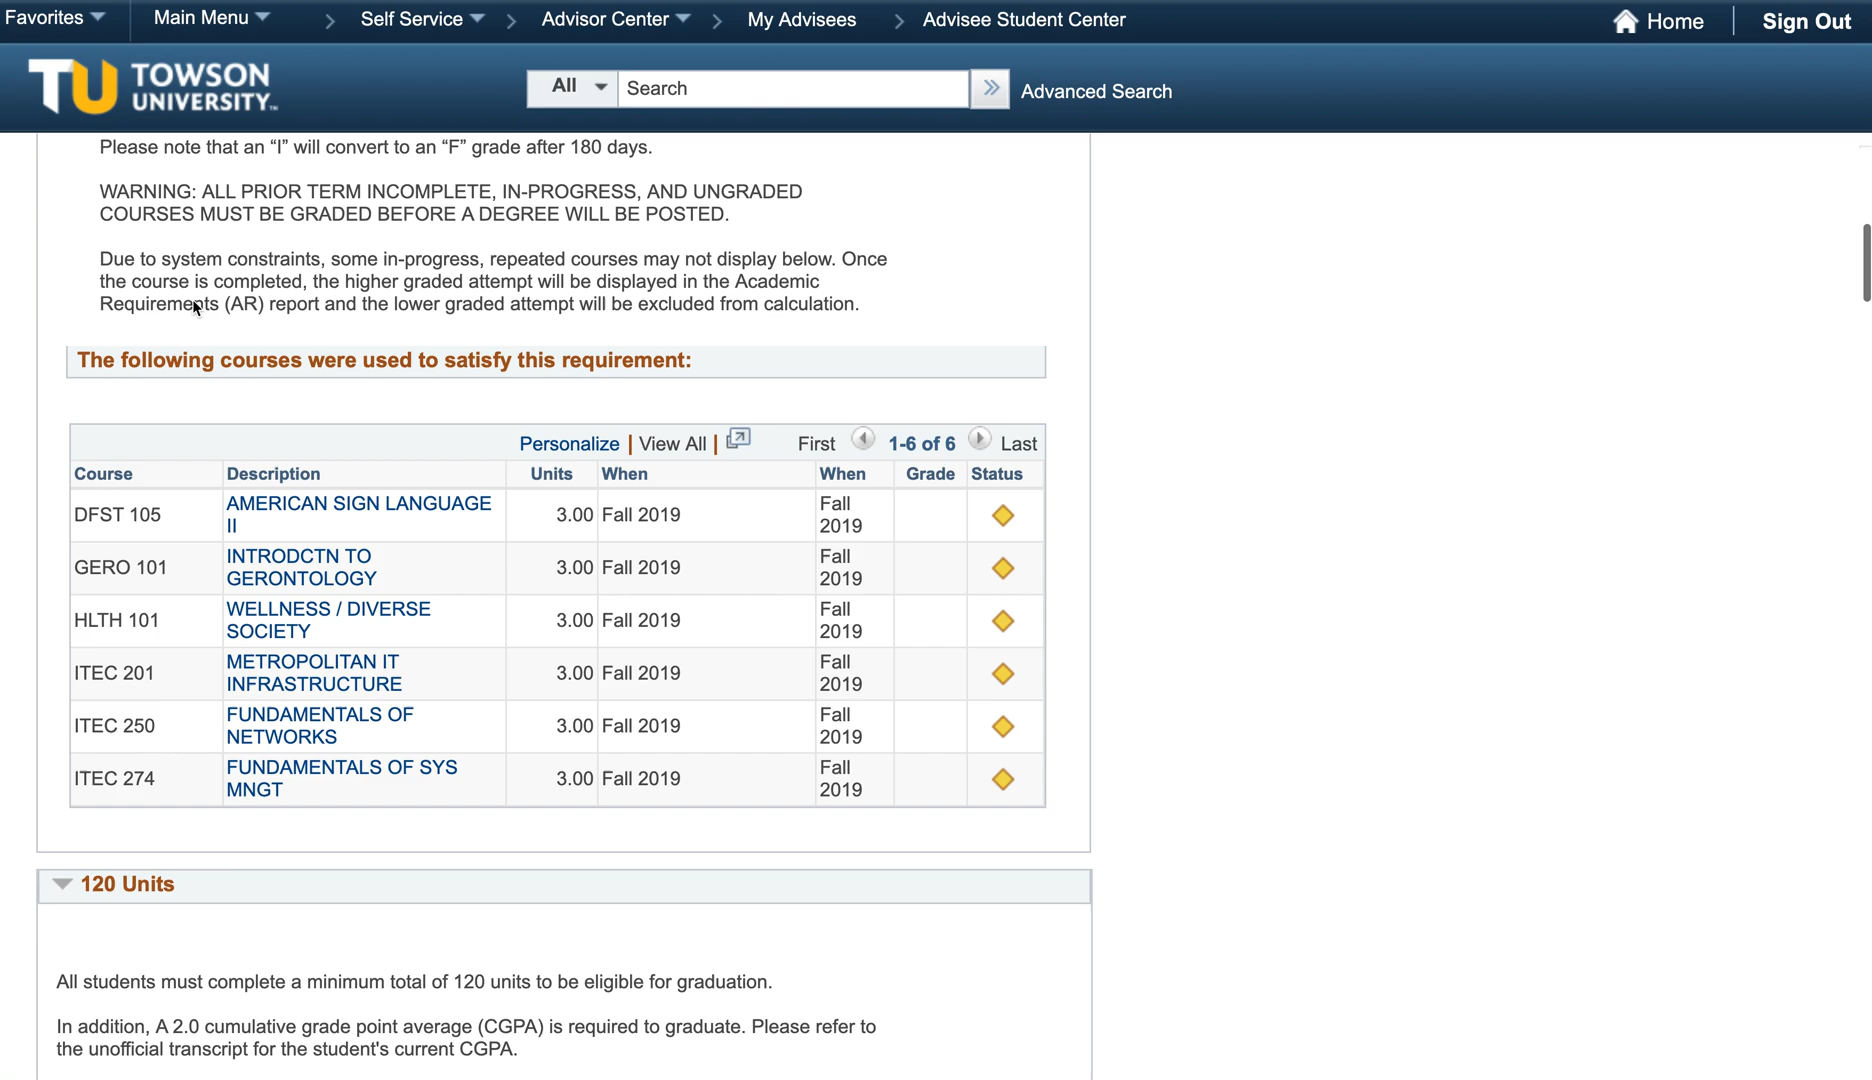 Favorites Main Menu Self Service Advisor Center My Advisees Advisee Student Center Home Sign Out
TU TOWSON UNIVERSITY™
All Search Advanced Search
Please note that an “I” will convert to an “F” grade after 180 days.
WARNING: ALL PRIOR TERM INCOMPLETE, IN-PROGRESS, AND UNGRADED
COURSES MUST BE GRADED BEFORE A DEGREE WILL BE POSTED.
Due to system constraints, some in-progress, repeated courses may not display below. Once
the course is completed, the higher graded attempt will be displayed in the Academic
Requirements (AR) report and the lower graded attempt will be excluded from calculation.
The following courses were used to satisfy this requirement:
Personalize | View All | First 1-6 of 6 Last
Course Description Units When When Grade Status
DFST 105 AMERICAN SIGN LANGUAGE II 3.00 Fall 2019 Fall 2019
GERO 101 INTRODCTN TO GERONTOLOGY 3.00 Fall 2019 Fall 2019
HLTH 101 WELLNESS / DIVERSE SOCIETY 3.00 Fall 2019 Fall 2019
ITEC 201 METROPOLITAN IT INFRASTRUCTURE 3.00 Fall 2019 Fall 2019
ITEC 250 FUNDAMENTALS OF NETWORKS 3.00 Fall 2019 Fall 2019
ITEC 274 FUNDAMENTALS OF SYS MNGT 3.00 Fall 2019 Fall 2019
120 Units
All students must complete a minimum total of 120 units to be eligible for graduation.
In addition, A 2.0 cumulative grade point average (CGPA) is required to graduate. Please refer to
the unofficial transcript for the student's current CGPA.